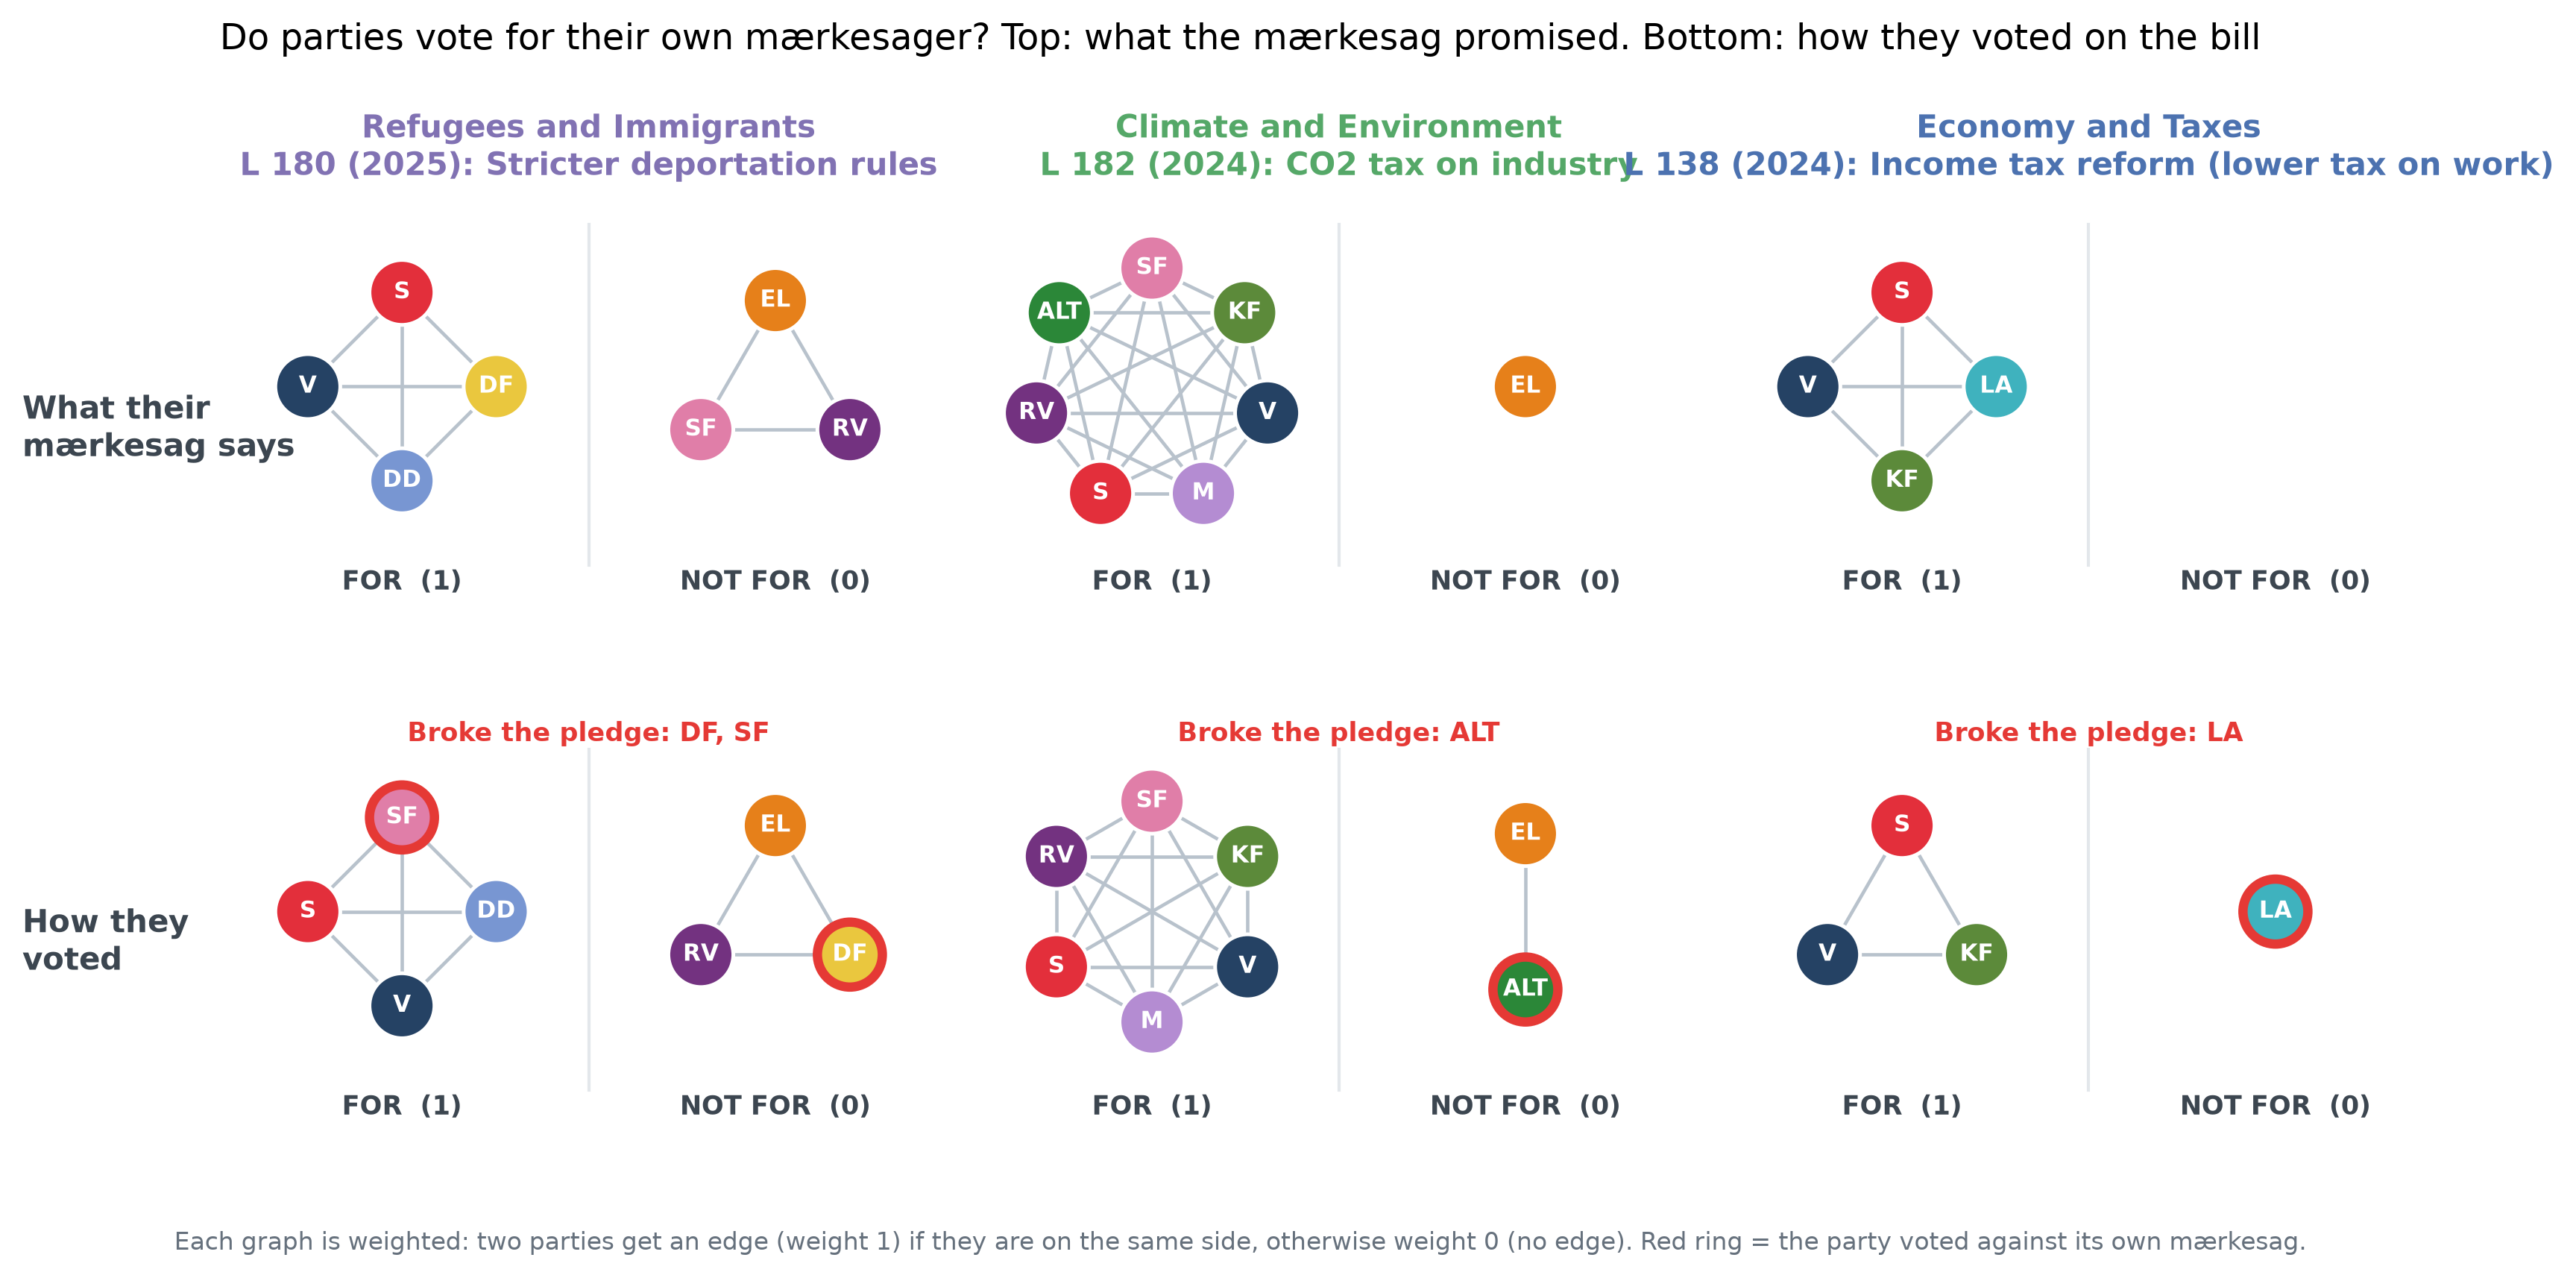 Do parties vote for their own mærkesager? Top: what the mærkesag promised. Bottom: how they voted on the bill
Refugees and Immigrants
L 180 (2025): Stricter deportation rules
Climate and Environment
L 182 (2024): CO2 tax on industry
Economy and Taxes
L 138 (2024): Income tax reform (lower tax on work)
What their
mærkesag says
S
V
DF
DD
FOR (1)
EL
SF
RV
NOT FOR (0)
SF
ALT
KF
RV
V
S
M
FOR (1)
EL
NOT FOR (0)
S
V
LA
KF
FOR (1)
NOT FOR (0)
How they
voted
Broke the pledge: DF, SF
SF
S
DD
V
FOR (1)
EL
RV
DF
NOT FOR (0)
Broke the pledge: ALT
SF
RV
KF
S
V
M
FOR (1)
EL
ALT
NOT FOR (0)
Broke the pledge: LA
S
V
KF
FOR (1)
LA
NOT FOR (0)
Each graph is weighted: two parties get an edge (weight 1) if they are on the same side, otherwise weight 0 (no edge). Red ring = the party voted against its own mærkesag.